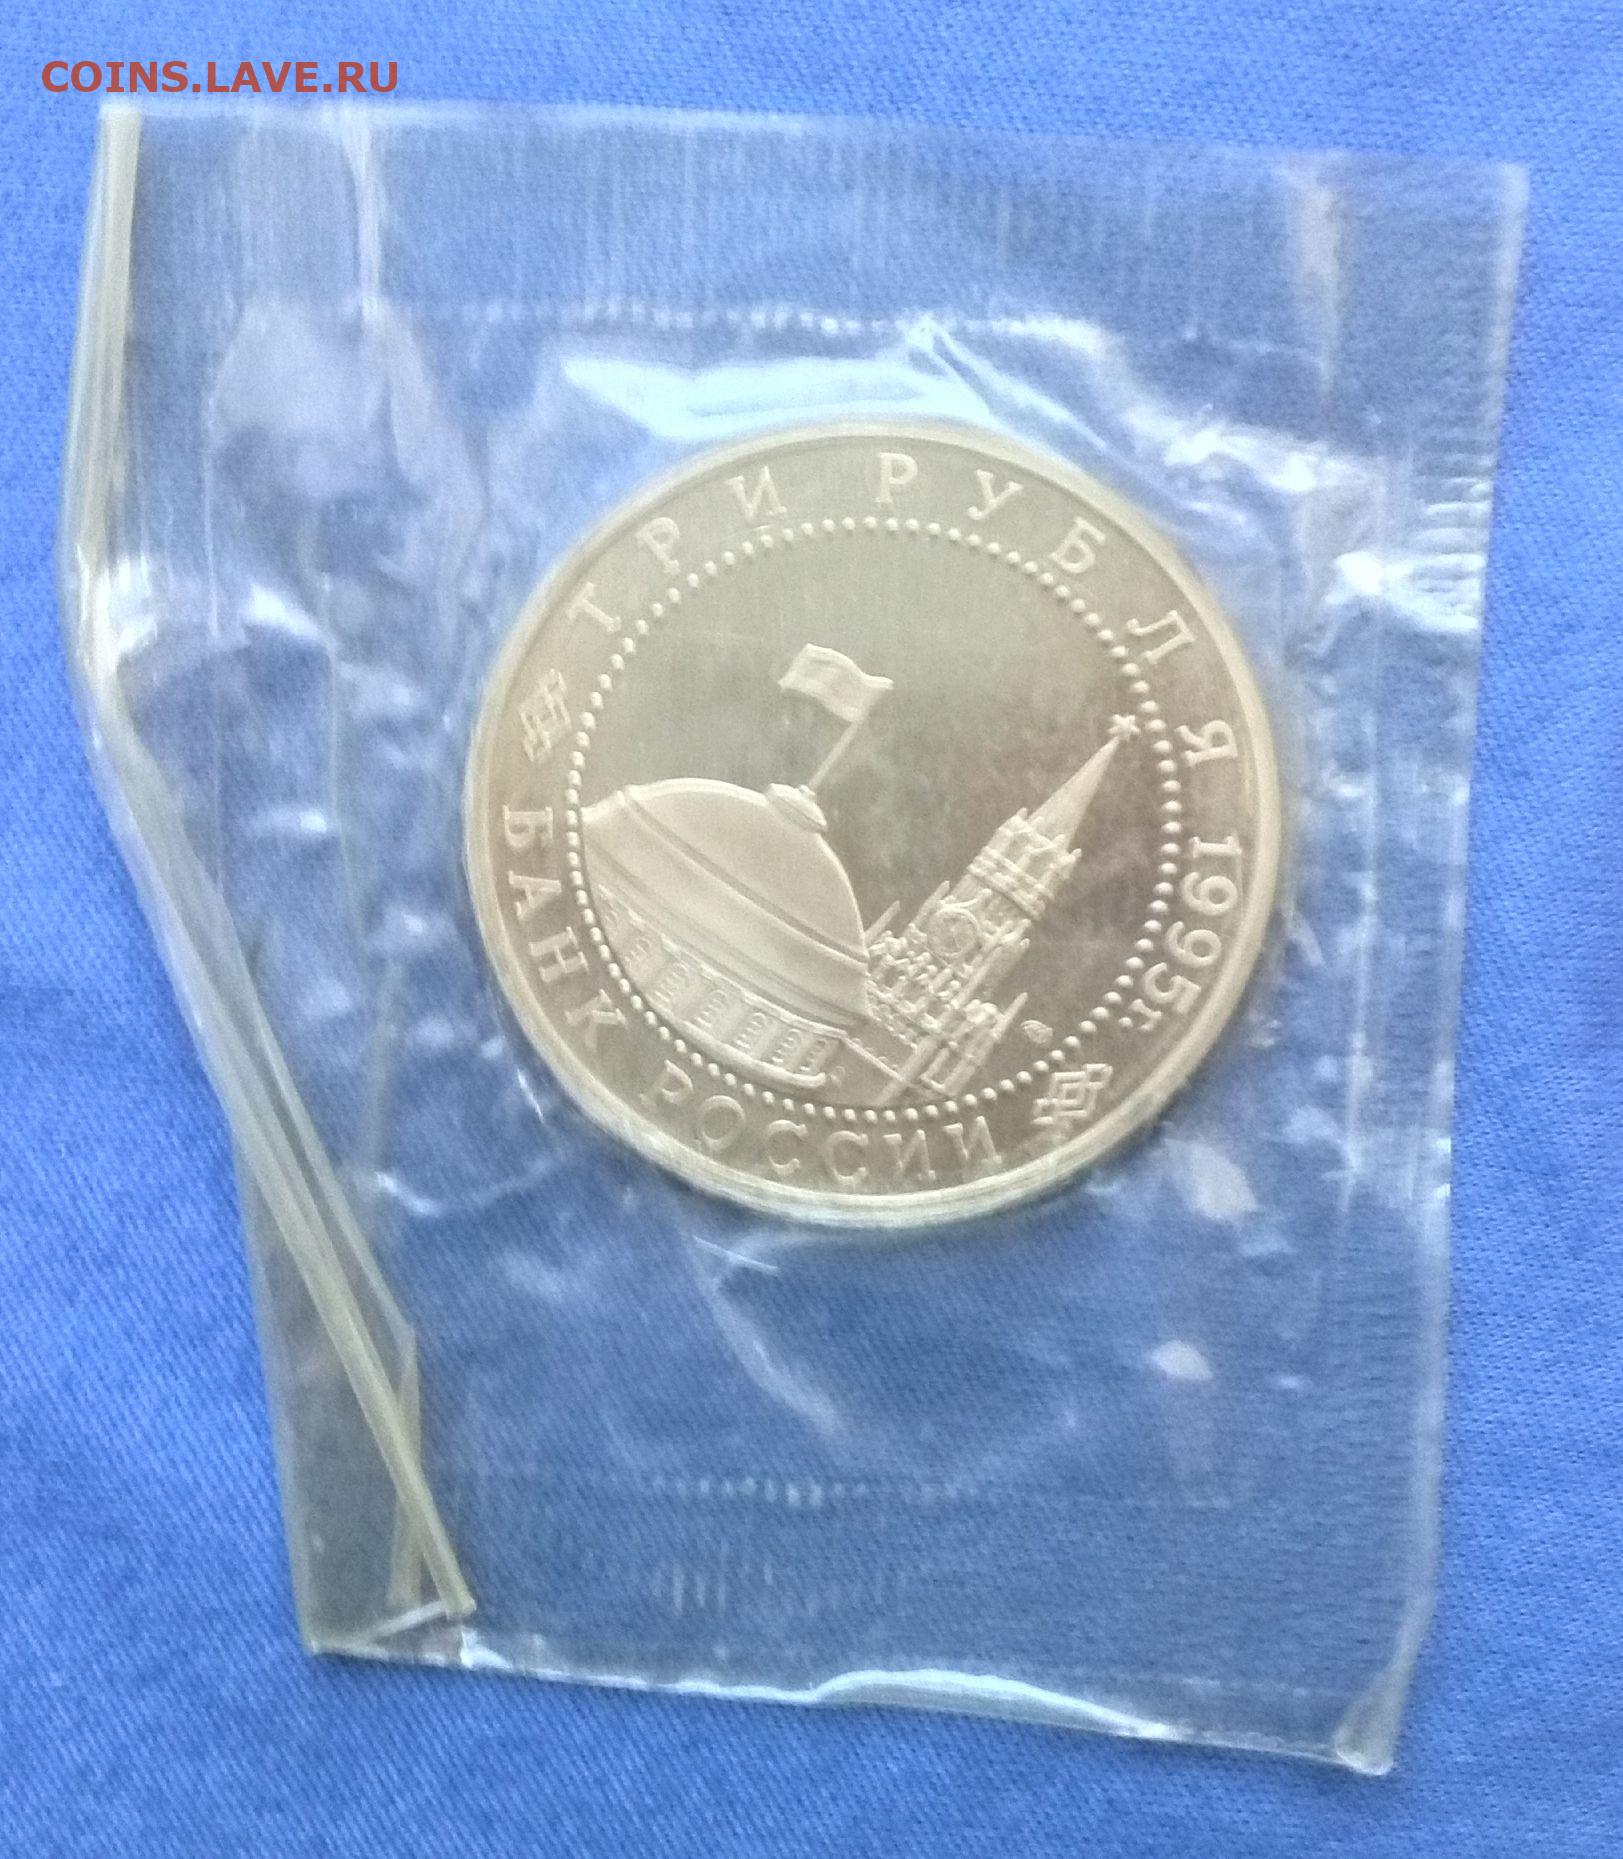 COINS.LAVE.RU
ТРИ РУБЛЯ 1995г.
БАНК РОССИИ